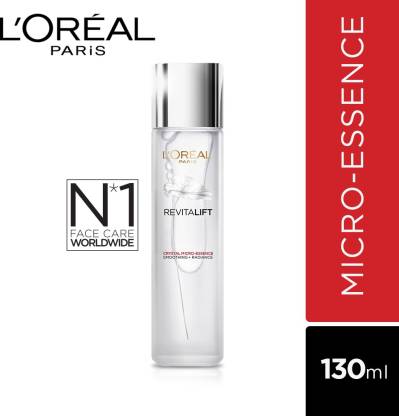 L'ORÉAL
PARiS
N*1
FACE CARE
WORLDWIDE
L'ORÉAL
PARiS
REVITALIFT
CRYSTAL MICRO-ESSENCE
SMOOTHING + RADIANCE
MICRO-ESSENCE
130ml